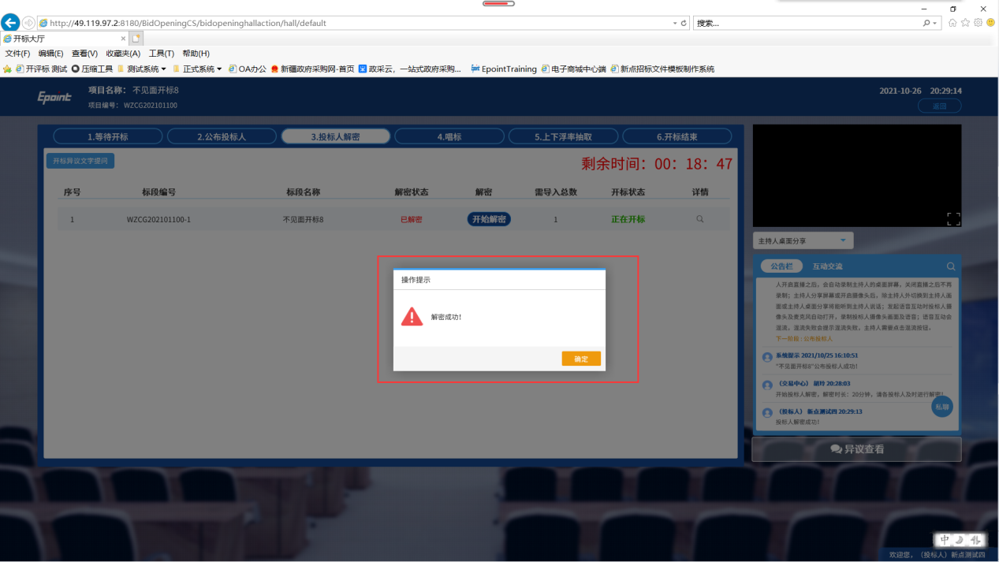 http://49.119.97.2:8180/BidOpeningCS/bidopeninghallaction/hall/default
搜索...
开标大厅
文件(F) 编辑(E) 查看(V) 收藏夹(A) 工具(T) 帮助(H)
开评标 测试 压缩工具 测试系统 正式系统 OA办公 新疆政府采购网-首页 政采云，一站式政府采购... EpointTraining 电子商城中心端 新点招标文件模板制作系统
Epoint
项目名称： 不见面开标8
项目编号： WZCG202101100
2021-10-26 20:29:14
返回
1.等待开标 2.公布投标人 3.投标人解密 4.唱标 5.上下浮率抽取 6.开标结束
开标异议文字提问
剩余时间：00：18：47
序号 标段编号 标段名称 解密状态 解密 需导入总数 开标状态 详情
1 WZCG202101100-1 不见面开标8 已解密 开始解密 1 正在开标
操作提示
解密成功!
确定
主持人桌面分享
公告栏 互动交流
人开启直播之后，会自动录制主持人的桌面屏幕，关闭直播之后不再
录制；主持人分享屏幕或开启摄像头后，除主持人外切换到主持人画
面或主持人桌面分享将能听到主持人说话；发起语音互动时投标人摄
像头及麦克风自动打开，录制投标人摄像头画面及语音；语音互动会
混流，混流失败会提示混流失败，主持人需要点击混流按钮。
下一阶段 : 公布投标人
系统提示 2021/10/25 16:10:51
"不见面开标8"公布投标人成功!
（交易中心） 胡玲 20:28:03
开始投标人解密，解密时长：20分钟，请各投标人及时进行解密!
私聊
（投标人） 新点测试四 20:29:13
投标人解密成功!
异议查看
中
欢迎您，（投标人）新点测试四